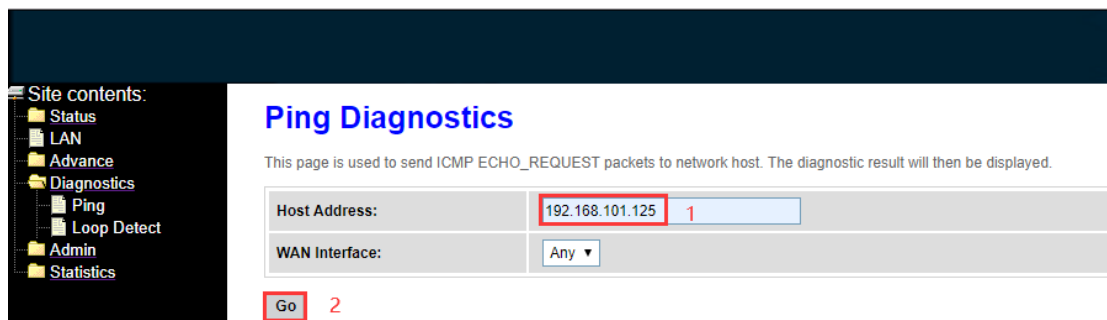 Site contents:
Status
LAN
Advance
Diagnostics
Ping
Loop Detect
Admin
Statistics
Ping Diagnostics
This page is used to send ICMP ECHO_REQUEST packets to network host. The diagnostic result will then be displayed.
Host Address: 192.168.101.125 1
WAN Interface: Any
Go 2